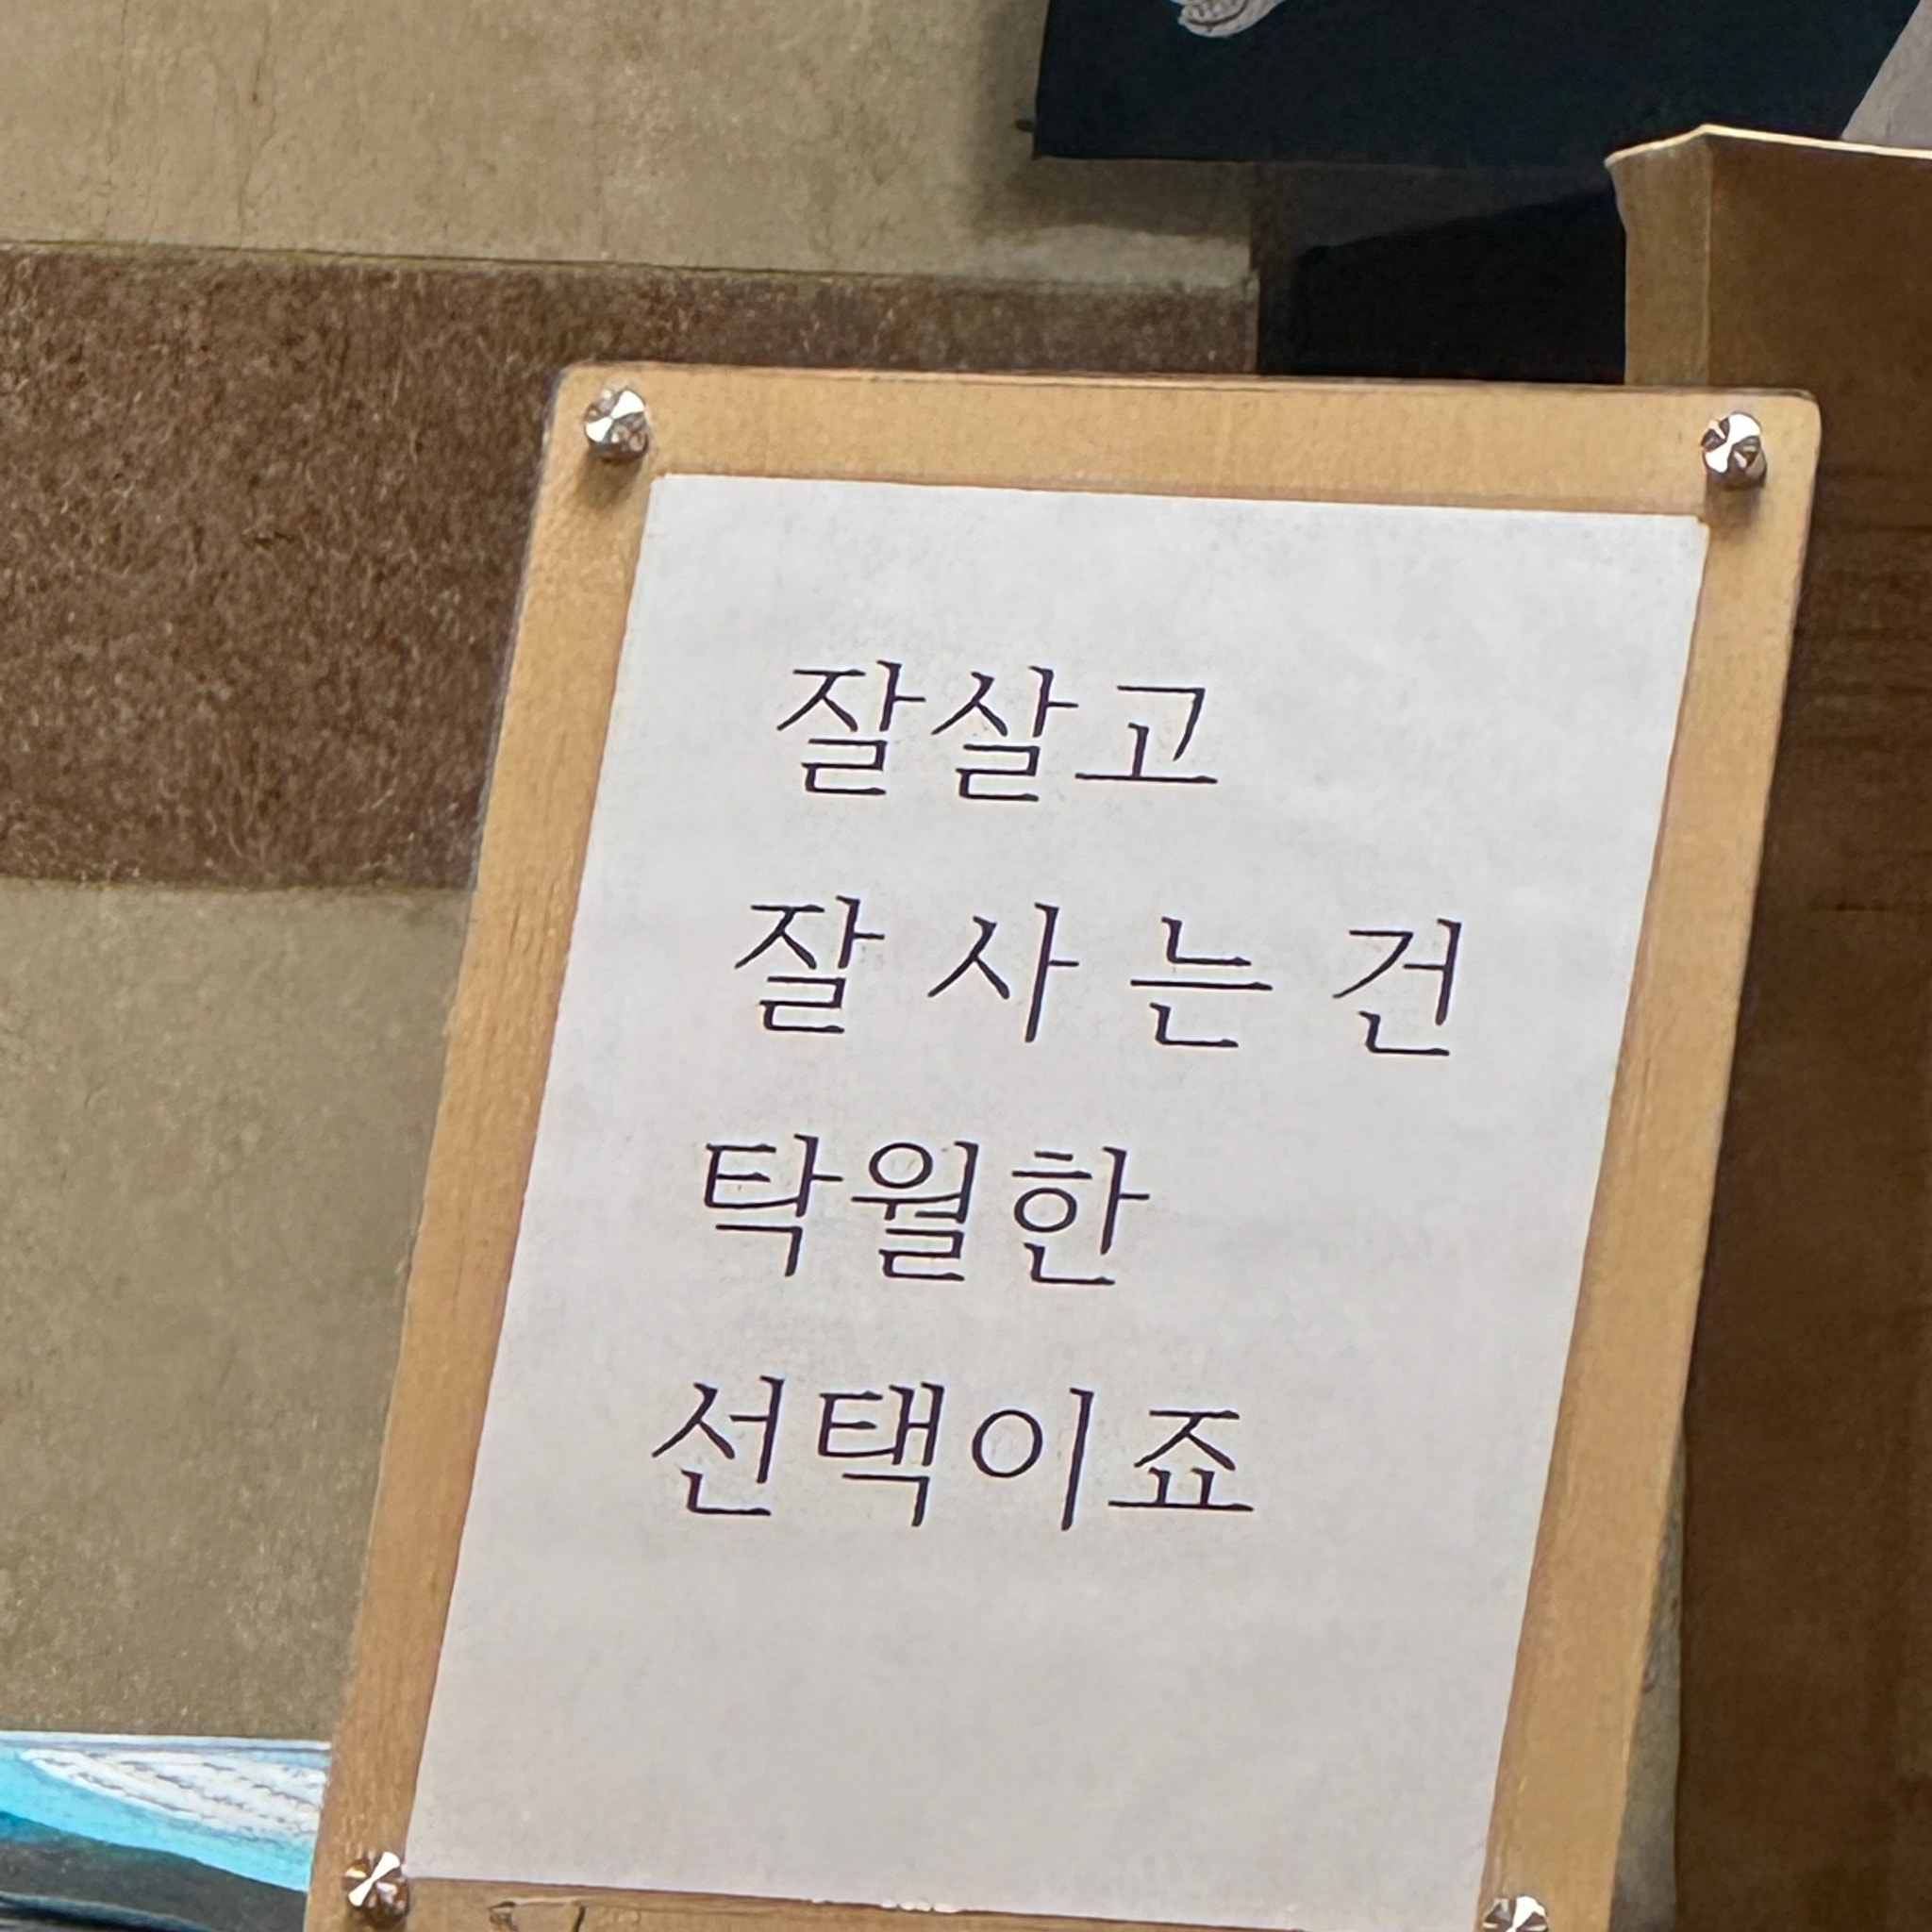 잘살고
잘 사 는 건
탁월한
선택이죠